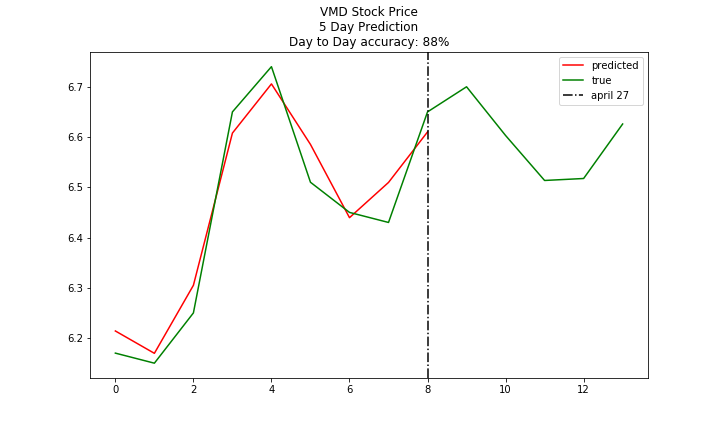 VMD Stock Price
5 Day Prediction
Day to Day accuracy: 88%
predicted
true
april 27
6.7
6.6
6.5
6.4
6.3
6.2
0 2 4 6 8 10 12